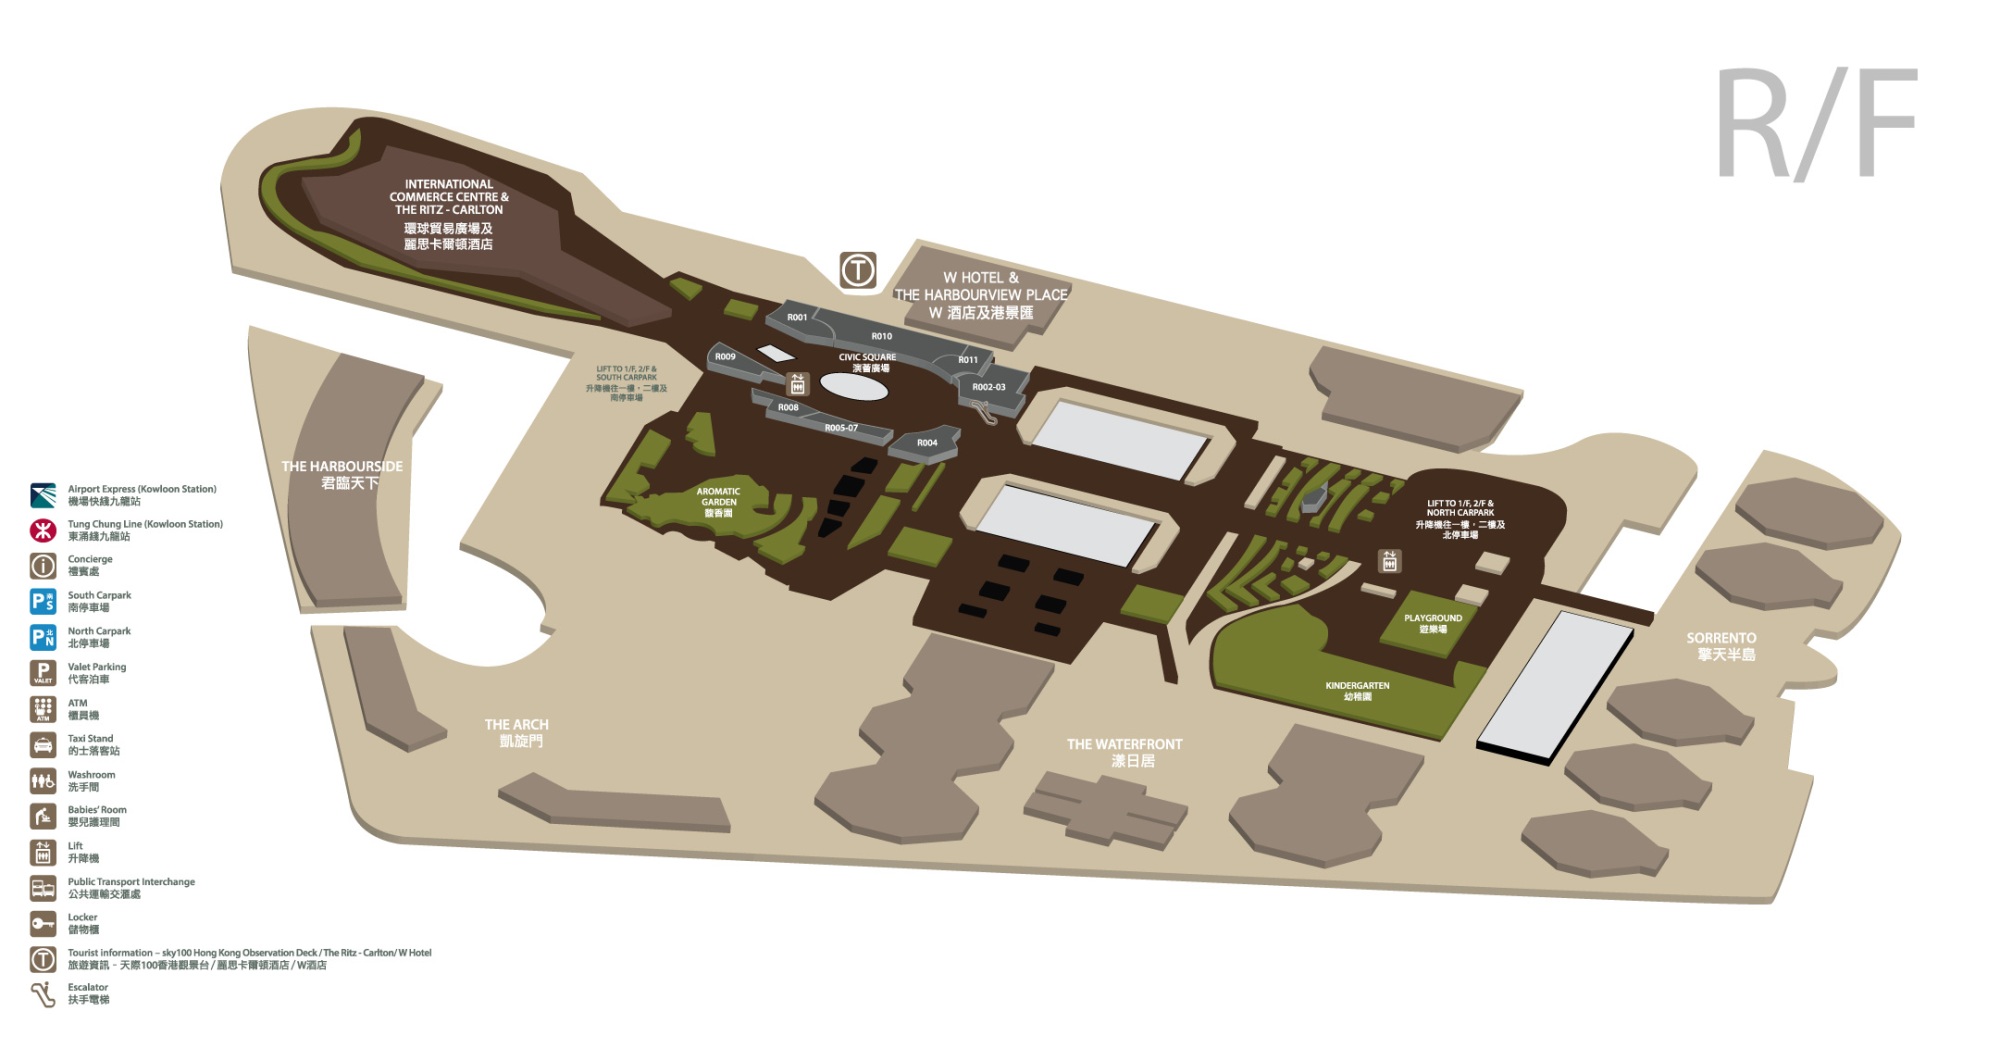 R/F
INTERNATIONAL
COMMERCE CENTRE &
THE RITZ - CARLTON
環球貿易廣場及
麗思卡爾頓酒店
T
W HOTEL &
THE HARBOURVIEW PLACE
W 酒店及港景匯
R001
R010
R009
CIVIC SQUARE
演藝廣場
R011
R002-03
LIFT TO 1/F, 2/F &
SOUTH CARPARK
升降機往一樓，二樓及
南停車場
R008
R005-07
R004
THE HARBOURSIDE
君臨天下
AROMATIC
GARDEN
馥香園
LIFT TO 1/F, 2/F &
NORTH CARPARK
升降機往一樓，二樓及
北停車場
PLAYGROUND
遊樂場
SORRENTO
擎天半島
KINDERGARTEN
幼稚園
THE ARCH
凱旋門
THE WATERFRONT
漾日居
Airport Express (Kowloon Station)
機場快綫九龍站
Tung Chung Line (Kowloon Station)
東涌綫九龍站
i
Concierge
禮賓處
P 南 S
South Carpark
南停車場
P 北 N
North Carpark
北停車場
P
VALET
Valet Parking
代客泊車
ATM
ATM
櫃員機
Taxi Stand
的士落客站
Washroom
洗手間
Babies' Room
嬰兒護理間
Lift
升降機
Public Transport Interchange
公共運輸交滙處
Locker
儲物櫃
T
Tourist information – sky100 Hong Kong Observation Deck / The Ritz - Carlton/ W Hotel
旅遊資訊 - 天際100香港觀景台 / 麗思卡爾頓酒店 / W酒店
Escalator
扶手電梯